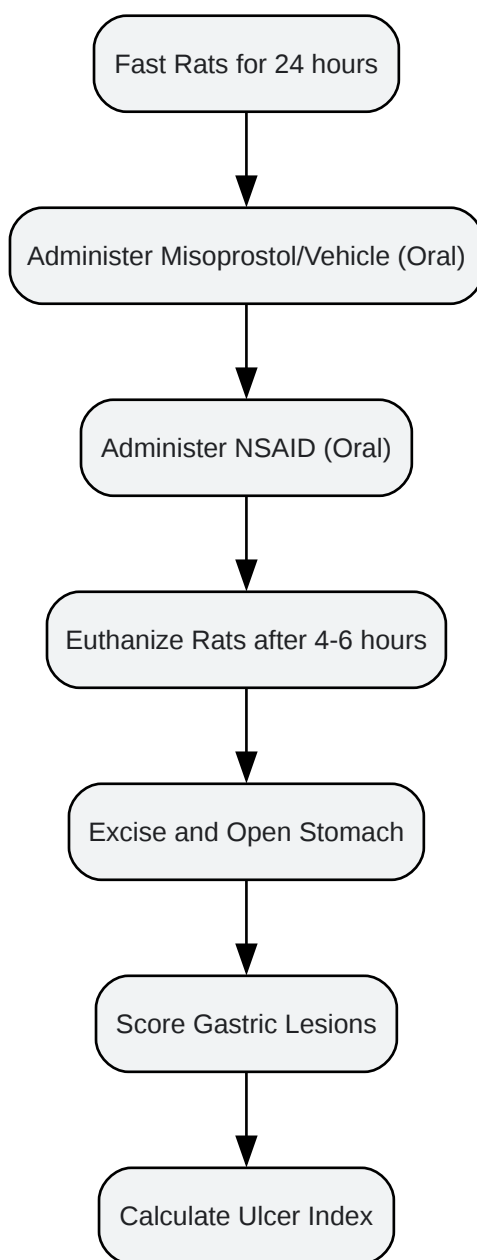 Fast Rats for 24 hours
Administer Misoprostol/Vehicle (Oral)
Administer NSAID (Oral)
Euthanize Rats after 4-6 hours
Excise and Open Stomach
Score Gastric Lesions
Calculate Ulcer Index